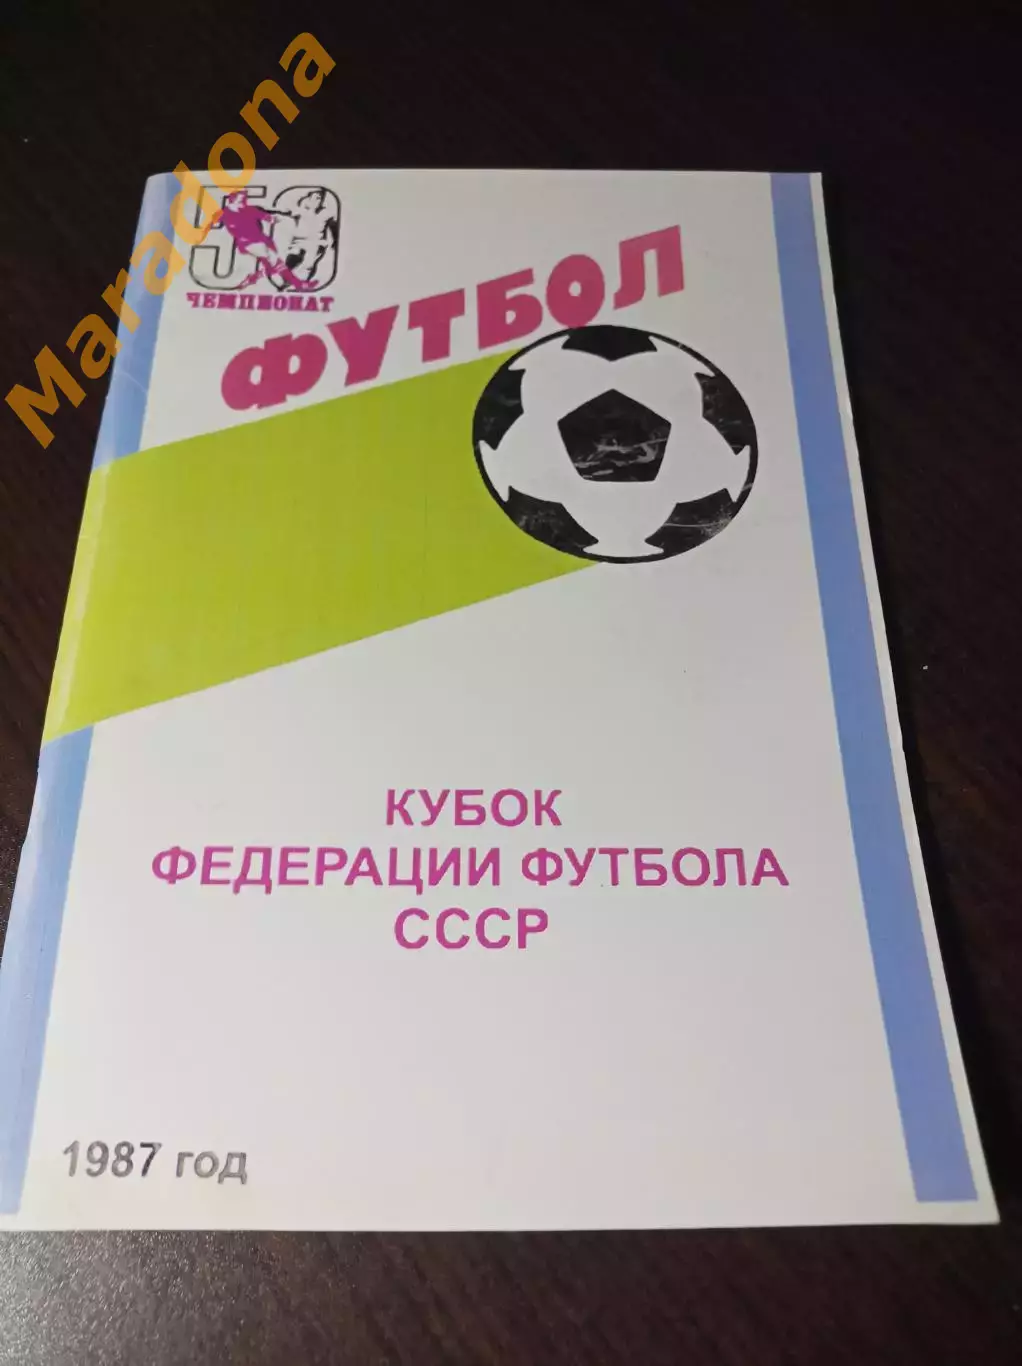 Maradona
50
ЧЕМПИОНАТ
ФУТБОЛ
КУБОК
ФЕДЕРАЦИИ ФУТБОЛА
СССР
1987 год